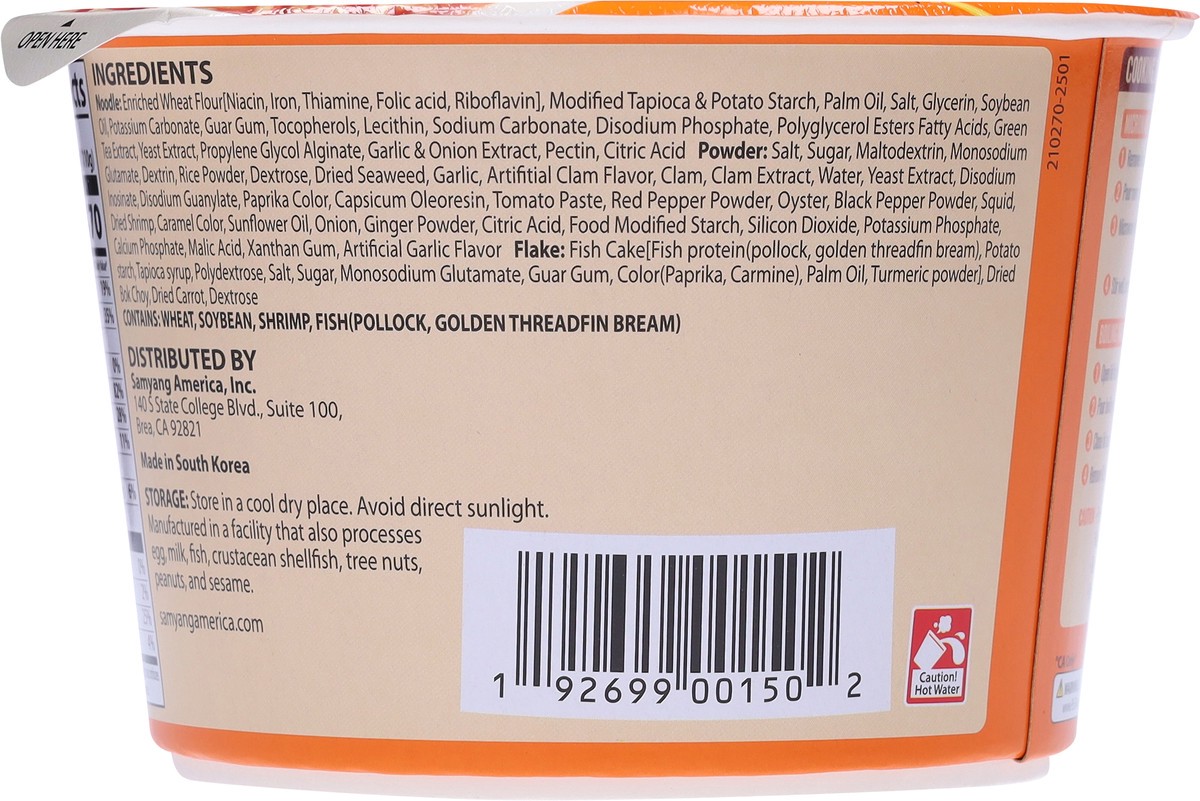 OPEN HERE
INGREDIENTS
Noodle: Enriched Wheat Flour[Niacin, Iron, Thiamine, Folic acid, Riboflavin], Modified Tapioca & Potato Starch, Palm Oil, Salt, Glycerin, Soybean
Oil, Potassium Carbonate, Guar Gum, Tocopherols, Lecithin, Sodium Carbonate, Disodium Phosphate, Polyglycerol Esters Fatty Acids, Green
Tea Extract, Yeast Extract, Propylene Glycol Alginate, Garlic & Onion Extract, Pectin, Citric Acid Powder: Salt, Sugar, Maltodextrin, Monosodium
Glutamate, Dextrin, Rice Powder, Dextrose, Dried Seaweed, Garlic, Artifitial Clam Flavor, Clam, Clam Extract, Water, Yeast Extract, Disodium
Inosinate, Disodium Guanylate, Paprika Color, Capsicum Oleoresin, Tomato Paste, Red Pepper Powder, Oyster, Black Pepper Powder, Squid,
Dried Shrimp, Caramel Color, Sunflower Oil, Onion, Ginger Powder, Citric Acid, Food Modified Starch, Silicon Dioxide, Potassium Phosphate,
Calcium Phosphate, Malic Acid, Xanthan Gum, Artificial Garlic Flavor Flake: Fish Cake[Fish protein(pollock, golden threadfin bream), Potato
starch, Tapioca syrup, Polydextrose, Salt, Sugar, Monosodium Glutamate, Guar Gum, Color(Paprika, Carmine), Palm Oil, Turmeric powder], Dried
Bok Choy, Dried Carrot, Dextrose
CONTAINS: WHEAT, SOYBEAN, SHRIMP, FISH(POLLOCK, GOLDEN THREADFIN BREAM)
DISTRIBUTED BY
Samyang America, Inc.
140 S State College Blvd., Suite 100,
Brea, CA 92821
Made in South Korea
STORAGE: Store in a cool dry place. Avoid direct sunlight.
Manufactured in a facility that also processes
egg, milk, fish, crustacean shellfish, tree nuts,
peanuts, and sesame.
samyangamerica.com
1 92699 00150 2
Caution!
Hot Water
210270-2501